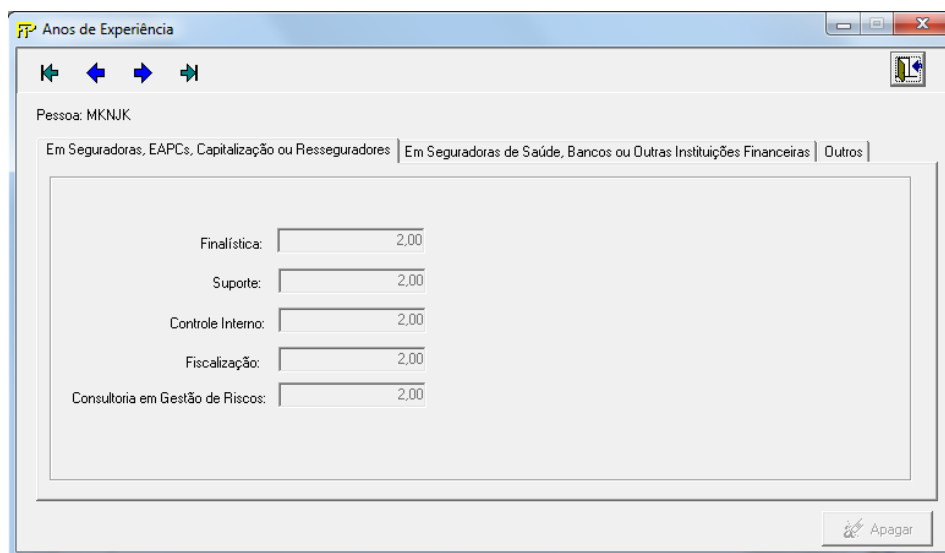 FIP Anos de Experiência
Pessoa: MKNJK
Em Seguradoras, EAPCs, Capitalização ou Resseguradores Em Seguradoras de Saúde, Bancos ou Outras Instituições Financeiras Outros
Finalística: 2,00
Suporte: 2,00
Controle Interno: 2,00
Fiscalização: 2,00
Consultoria em Gestão de Riscos: 2,00
Apagar